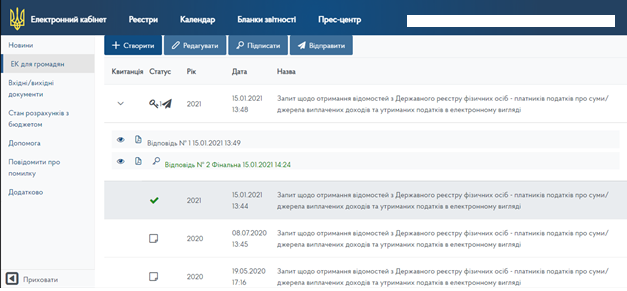 Електронний кабінет Реєстри Календар Бланки звітності Прес-центр
Новини
ЕК для громадян
Вхідні/вихідні
документи
Стан розрахунків з
бюджетом
Допомога
Повідомити про
помилку
Додатково
Приховати
Створити Редагувати Підписати Відправити
Квитанція Статус Рік Дата Назва
2021 15.01.2021 13:48 Запит щодо отримання відомостей з Державного реєстру фізичних осіб - платників податків про суми/
джерела виплачених доходів та утриманих податків в електронному вигляді
Відповідь № 1 15.01.2021 13:49
Відповідь № 2 Фінальна 15.01.2021 14:24
2021 15.01.2021 13:44 Запит щодо отримання відомостей з Державного реєстру фізичних осіб - платників податків про суми/
джерела виплачених доходів та утриманих податків в електронному вигляді
2020 08.07.2020 13:45 Запит щодо отримання відомостей з Державного реєстру фізичних осіб - платників податків про суми/
джерела виплачених доходів та утриманих податків в електронному вигляді
2020 19.05.2020 17:16 Запит щодо отримання відомостей з Державного реєстру фізичних осіб - платників податків про суми/
джерела виплачених доходів та утриманих податків в електронному вигляді